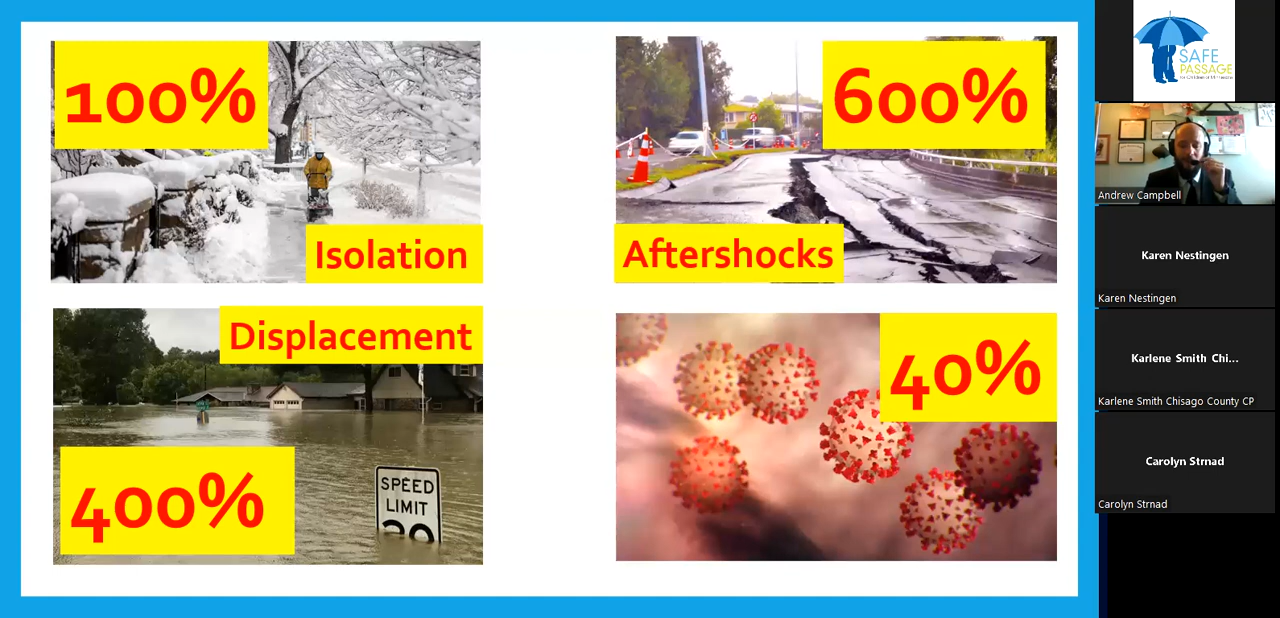 100%
Isolation
600%
Aftershocks
Displacement
400%
SPEED
LIMIT
40%
SAFE
PASSAGE
Andrew Campbell
Karen Nestingen
Karen Nestingen
Karlene Smith Chi...
Karlene Smith Chisago County CP
Carolyn Strnad
Carolyn Strnad